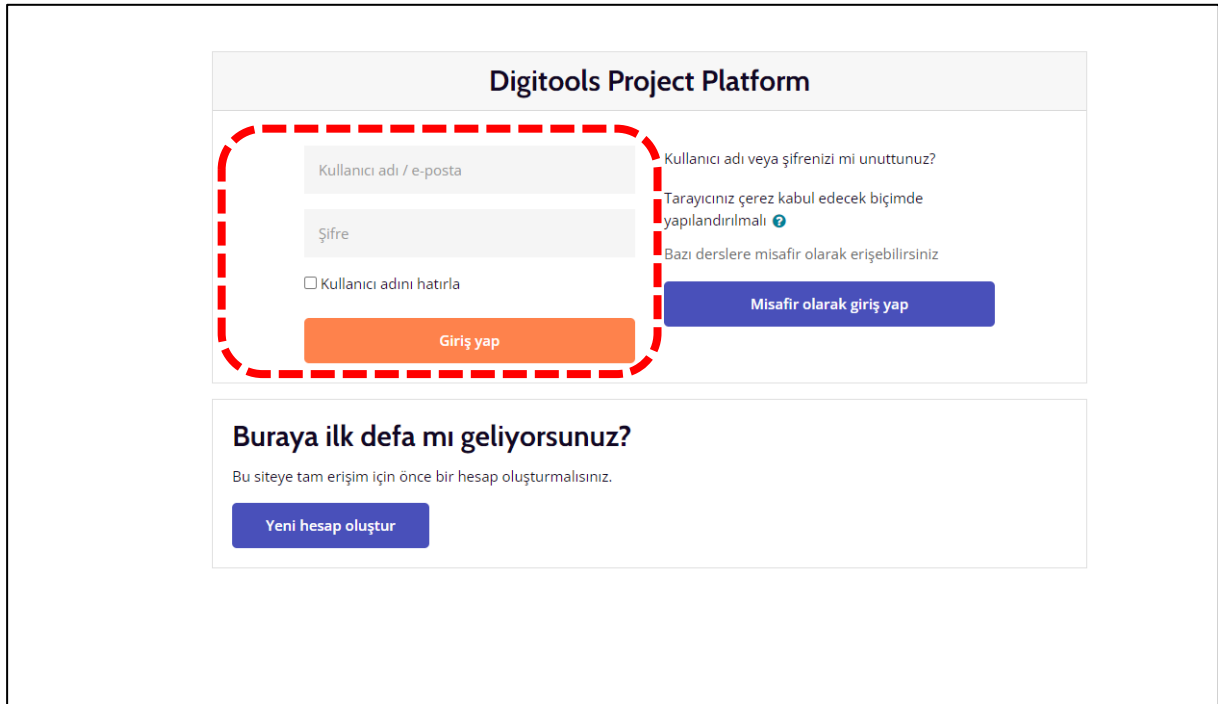 Digitools Project Platform
Kullanıcı adı / e-posta
Şifre
Kullanıcı adını hatırla
Giriş yap
Kullanıcı adı veya şifrenizi mi unuttunuz?
Tarayıcınız çerez kabul edecek biçimde
yapılandırılmalı ?
Bazı derslere misafir olarak erişebilirsiniz
Misafir olarak giriş yap
Buraya ilk defa mı geliyorsunuz?
Bu siteye tam erişim için önce bir hesap oluşturmalısınız.
Yeni hesap oluştur